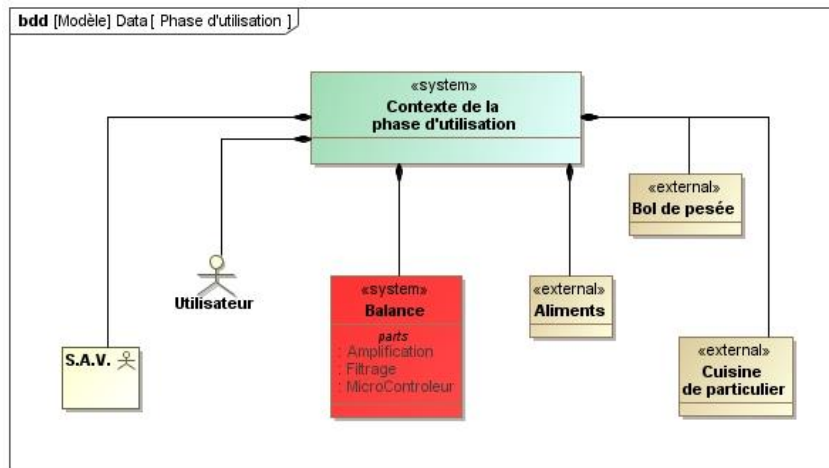 bdd [Modèle] Data [ Phase d'utilisation ]
«system»
Contexte de la
phase d'utilisation
«external»
Bol de pesée
Utilisateur
«system»
Balance
parts
: Amplification
: Filtrage
: MicroControleur
«external»
Aliments
S.A.V.
«external»
Cuisine
de particulier